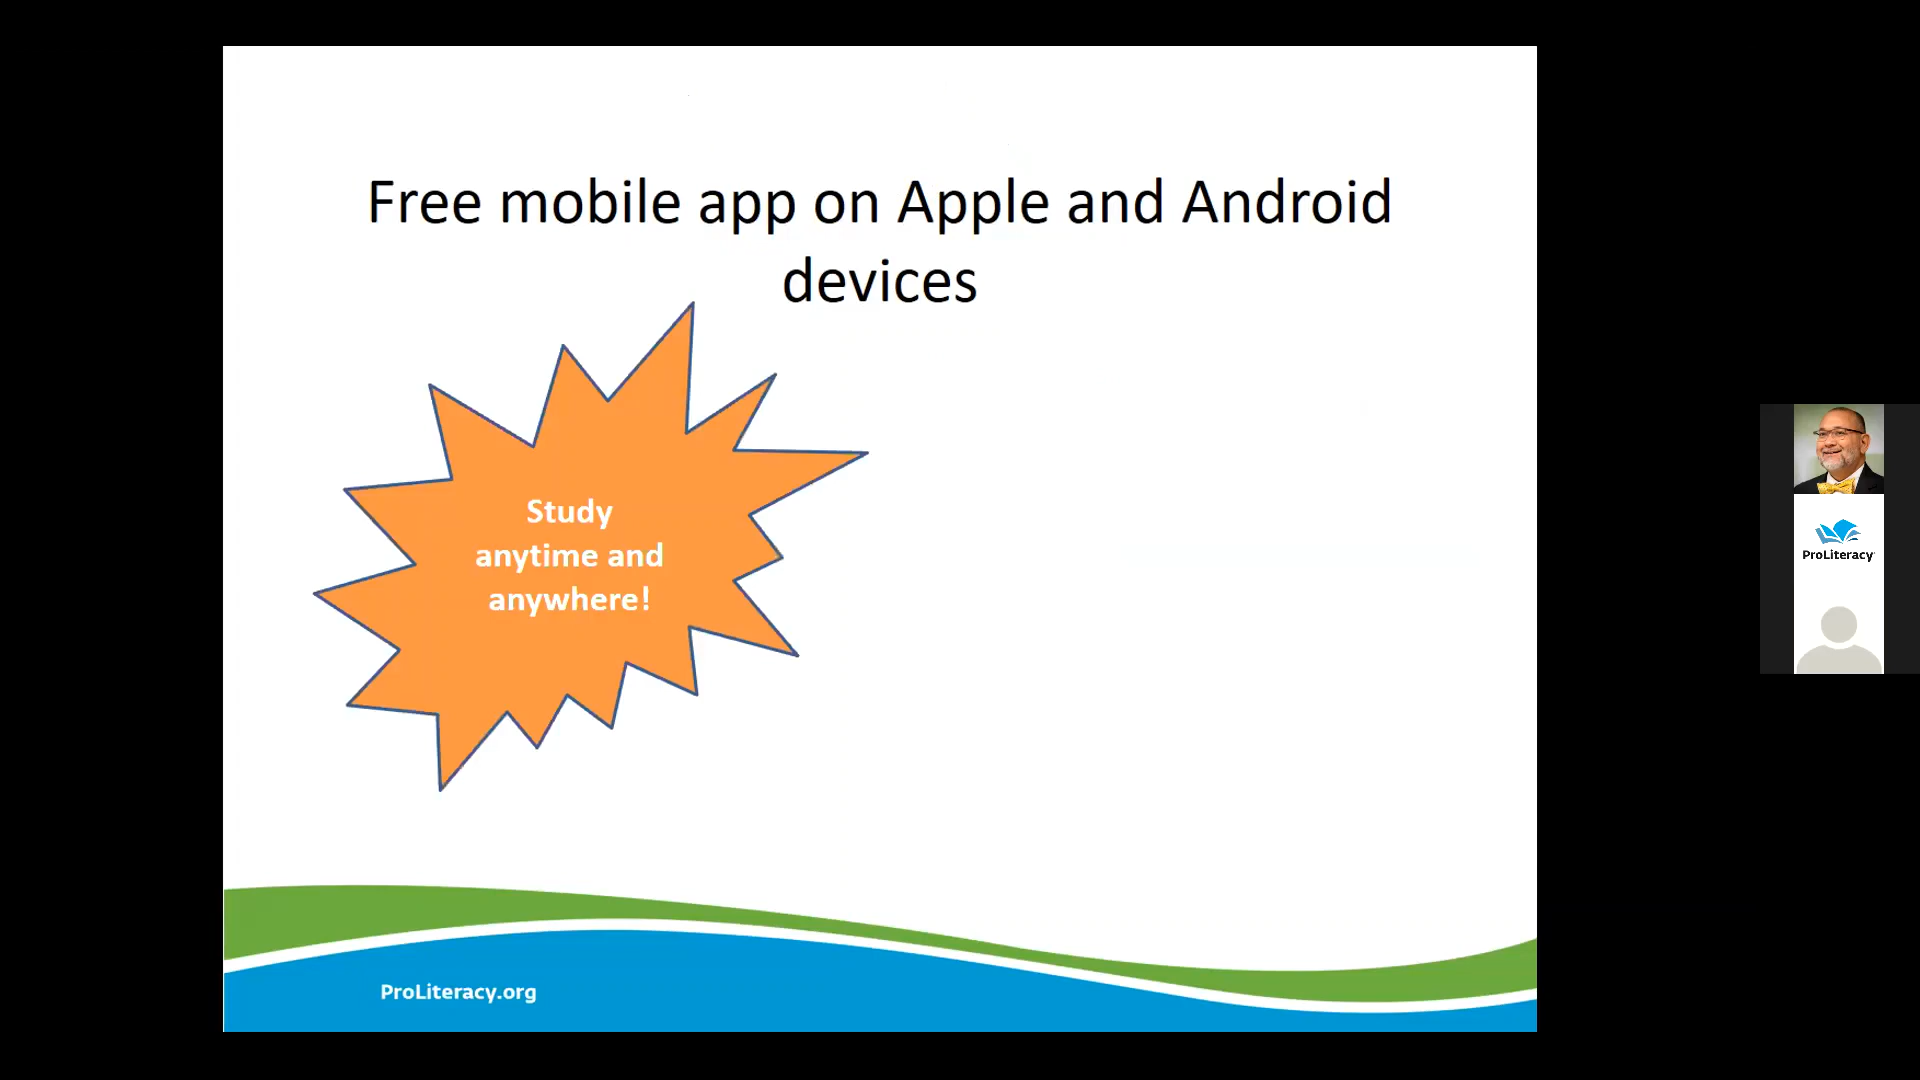 Free mobile app on Apple and Android
devices
Study
anytime and
anywhere!
ProLiteracy
ProLiteracy.org